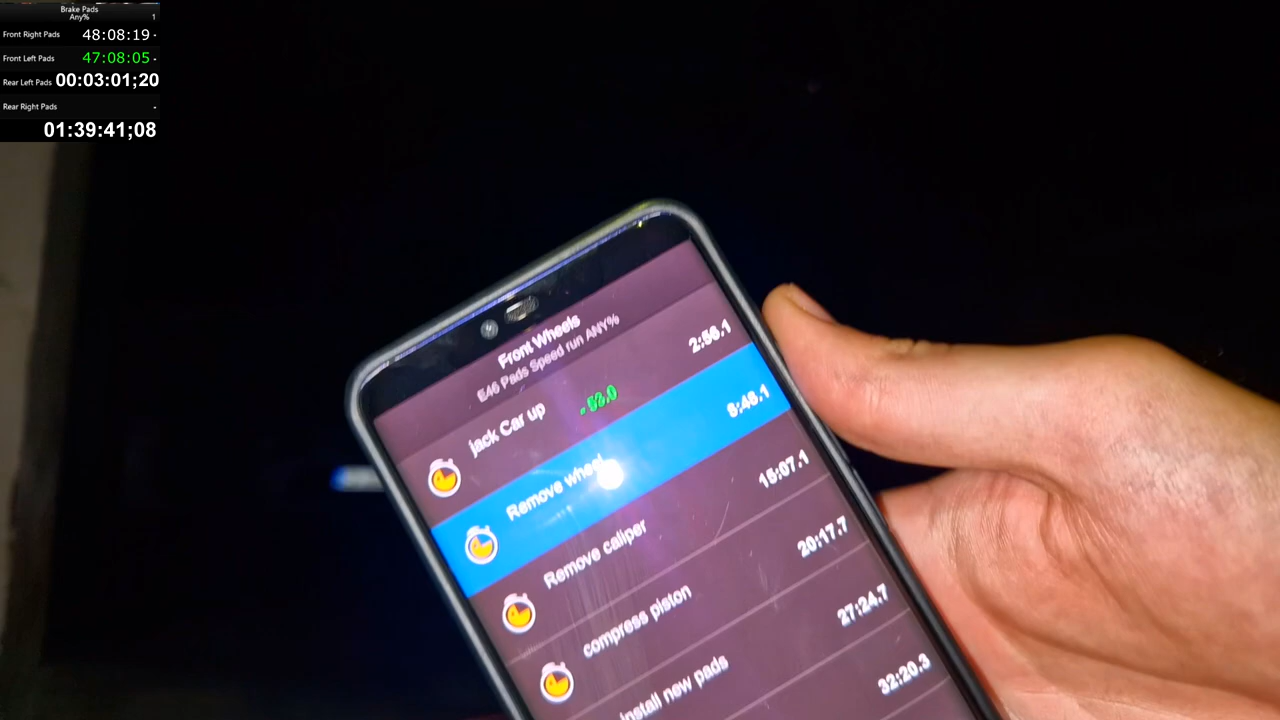 Brake Pads
Any% 1
Front Right Pads 48:08:19 -
Front Left Pads 47:08:05 -
Rear Left Pads 00:03:01;20
Rear Right Pads -
01:39:41;08
Front Wheels
E46 Pads Speed run ANY%
jack Car up 2:56.1
Remove wheel 8:48.1
Remove caliper 15:07.1
compress piston 20:17.7
install new pads 27:24.7
32:20.3